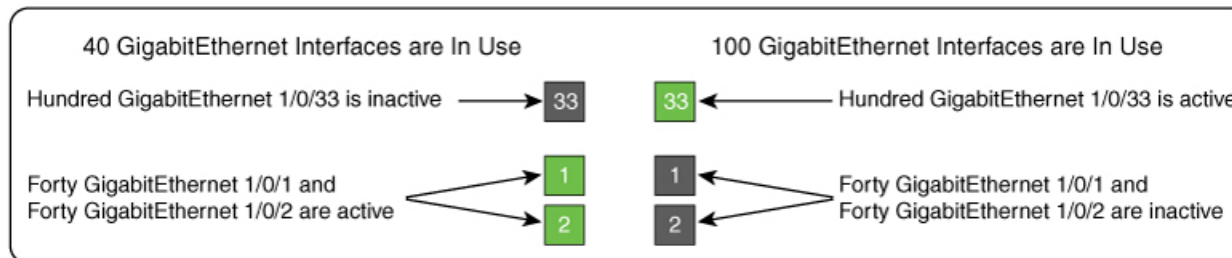 40 GigabitEthernet Interfaces are In Use
Hundred GigabitEthernet 1/0/33 is inactive
33
Forty GigabitEthernet 1/0/1 and
Forty GigabitEthernet 1/0/2 are active
1
2
100 GigabitEthernet Interfaces are In Use
33
Hundred GigabitEthernet 1/0/33 is active
1
2
Forty GigabitEthernet 1/0/1 and
Forty GigabitEthernet 1/0/2 are inactive